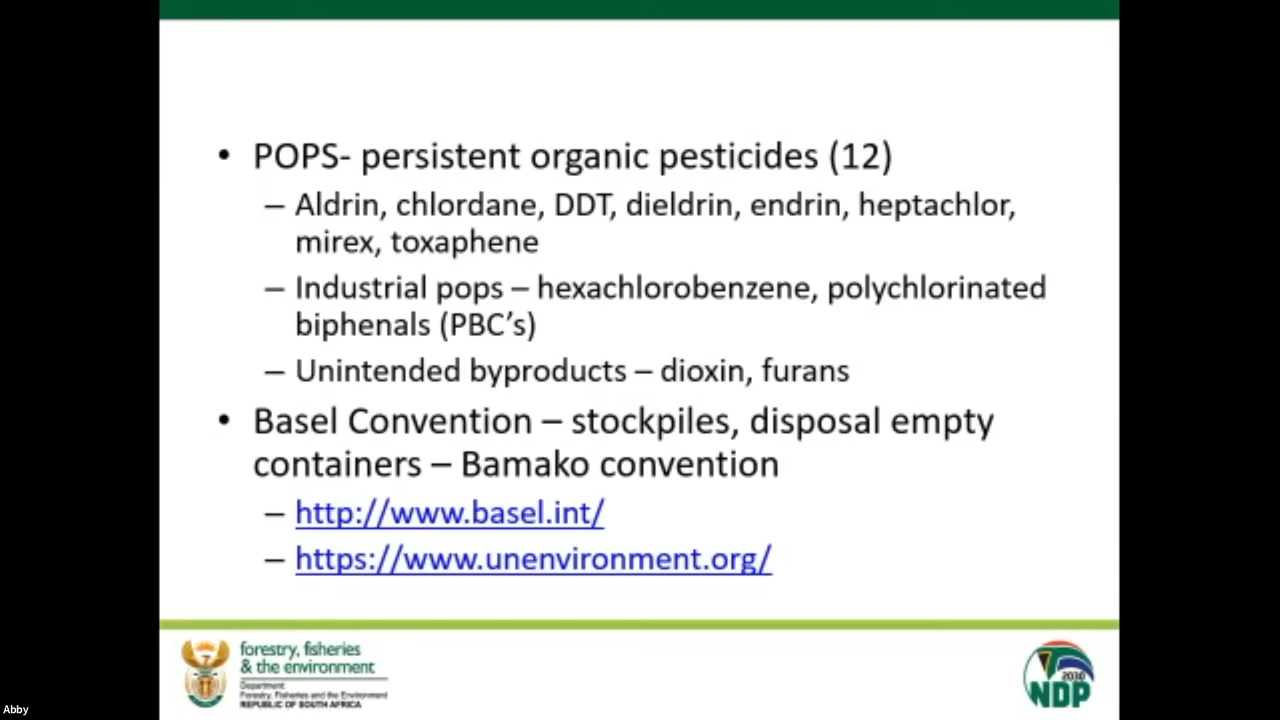 • POPS- persistent organic pesticides (12)
– Aldrin, chlordane, DDT, dieldrin, endrin, heptachlor,
mirex, toxaphene
– Industrial pops – hexachlorobenzene, polychlorinated
biphenals (PBC’s)
– Unintended byproducts – dioxin, furans
• Basel Convention – stockpiles, disposal empty
containers – Bamako convention
– http://www.basel.int/
– https://www.unenvironment.org/
forestry, fisheries
& the environment
Department:
Forestry, Fisheries and the Environment
REPUBLIC OF SOUTH AFRICA
2030
NDP
Abby